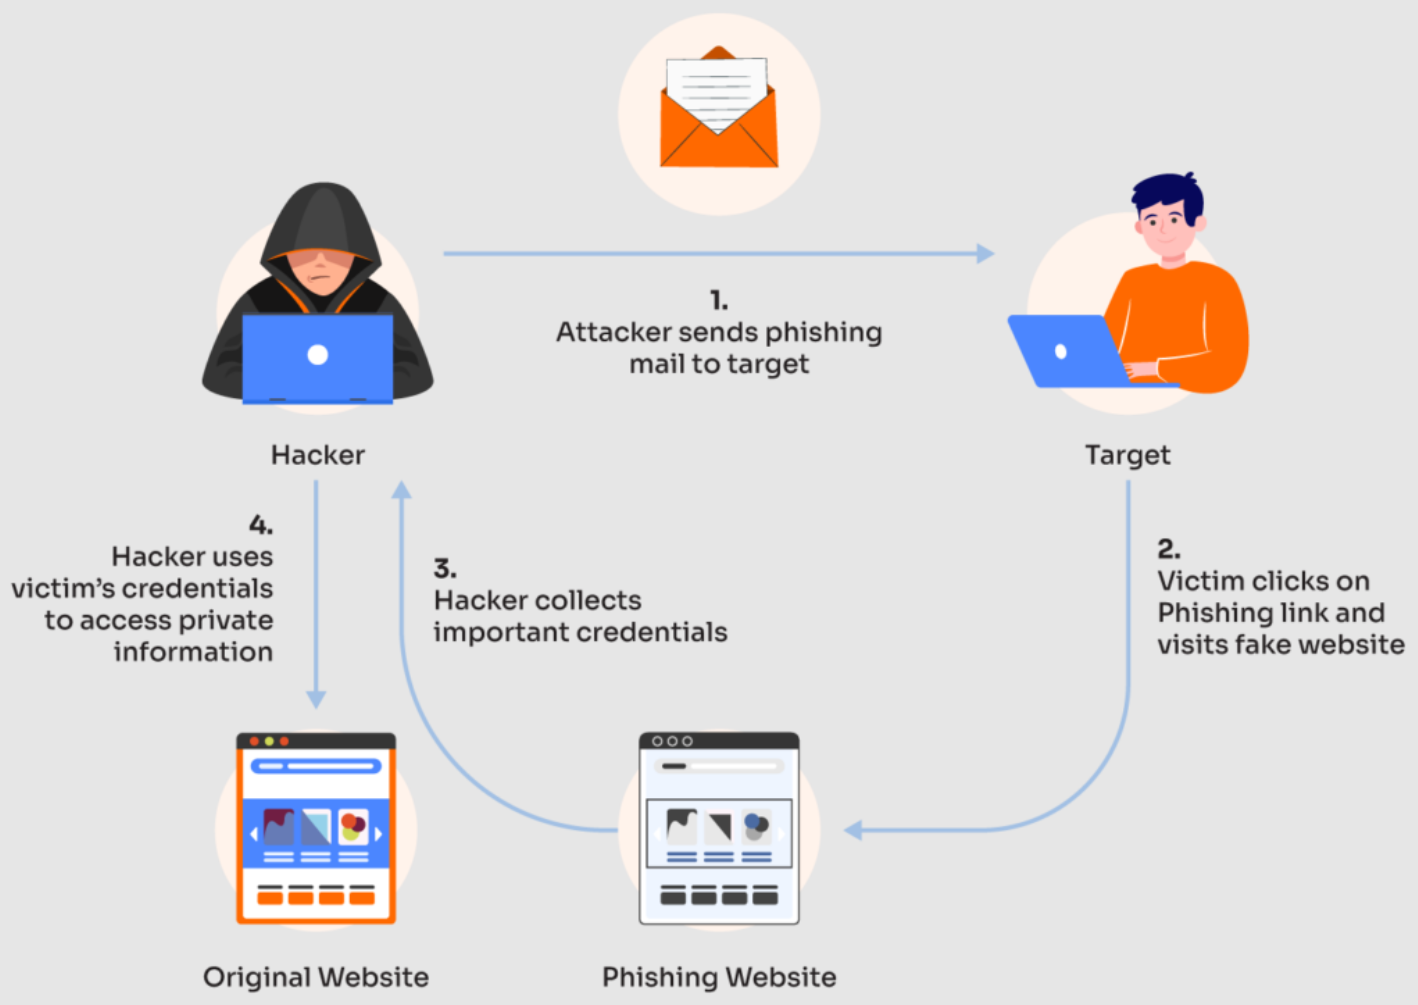 1.
Attacker sends phishing
mail to target
Hacker
Target
4.
Hacker uses
victim's credentials
to access private
information
3.
Hacker collects
important credentials
2.
Victim clicks on
Phishing link and
visits fake website
Original Website
Phishing Website